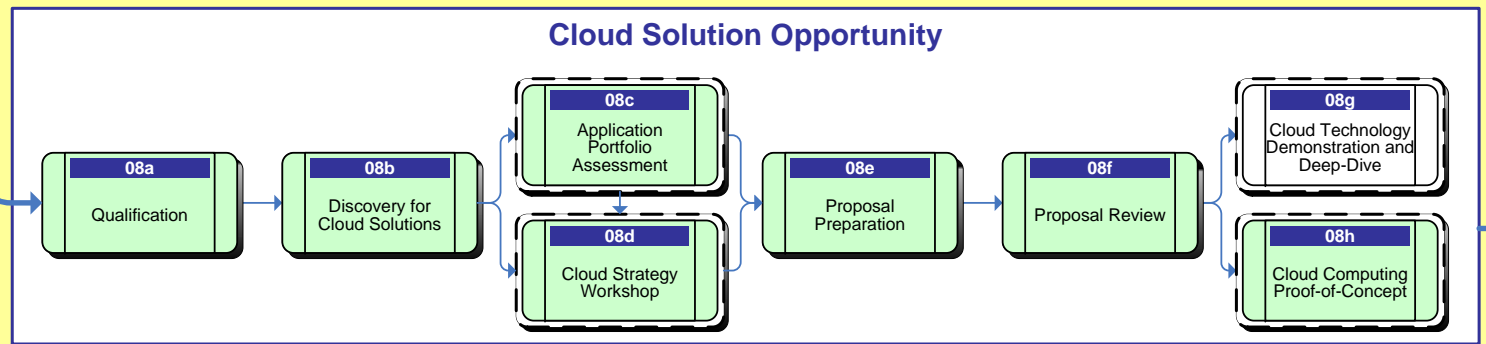 Cloud Solution Opportunity
08a
Qualification
08b
Discovery for
Cloud Solutions
08c
Application
Portfolio
Assessment
08d
Cloud Strategy
Workshop
08e
Proposal
Preparation
08f
Proposal Review
08g
Cloud Technology
Demonstration and
Deep-Dive
08h
Cloud Computing
Proof-of-Concept